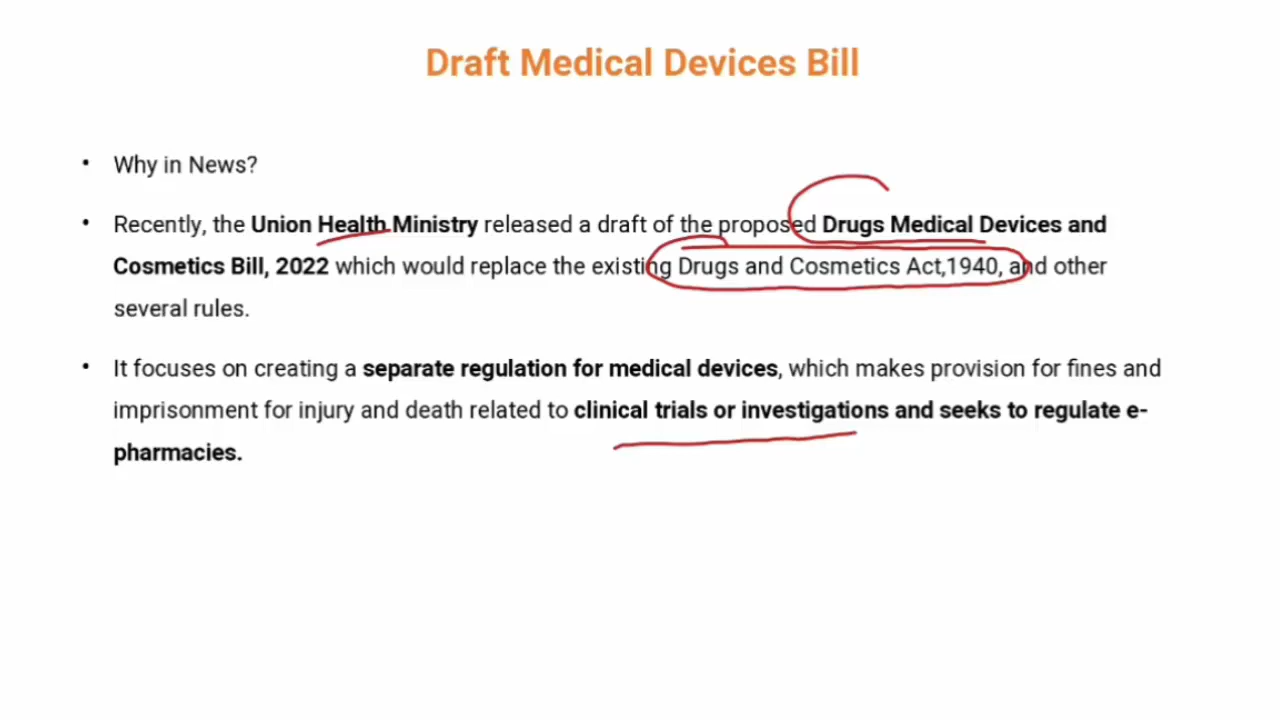 Draft Medical Devices Bill
• Why in News?
• Recently, the Union Health Ministry released a draft of the proposed Drugs Medical Devices and
Cosmetics Bill, 2022 which would replace the existing Drugs and Cosmetics Act,1940, and other
several rules.
• It focuses on creating a separate regulation for medical devices, which makes provision for fines and
imprisonment for injury and death related to clinical trials or investigations and seeks to regulate e-
pharmacies.